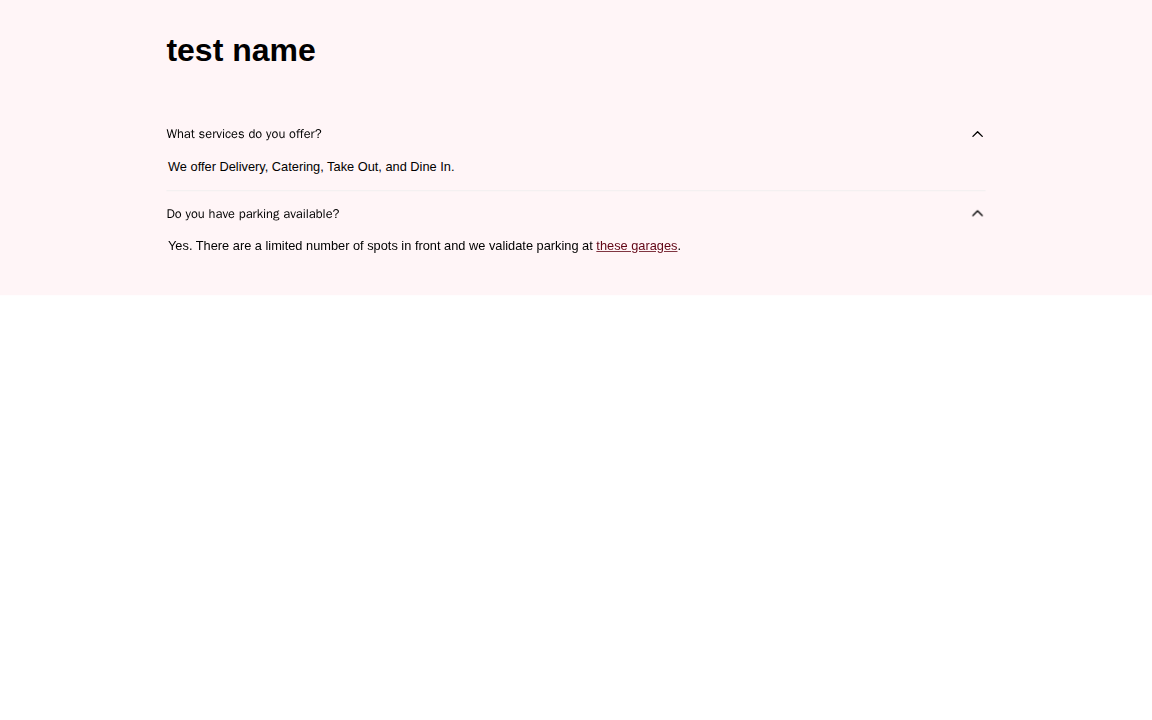 test name
What services do you offer?
We offer Delivery, Catering, Take Out, and Dine In.
Do you have parking available?
Yes. There are a limited number of spots in front and we validate parking at these garages.